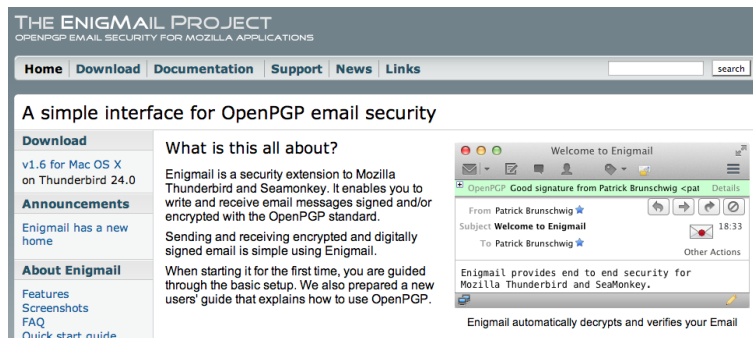 THE ENIGMAIL PROJECT
OPENPGP EMAIL SECURITY FOR MOZILLA APPLICATIONS
Home Download Documentation Support News Links search
A simple interface for OpenPGP email security
Download
v1.6 for Mac OS X
on Thunderbird 24.0
Announcements
Enigmail has a new
home
About Enigmail
Features
Screenshots
FAQ
Quick start guide
What is this all about?
Enigmail is a security extension to Mozilla
Thunderbird and Seamonkey. It enables you to
write and receive email messages signed and/or
encrypted with the OpenPGP standard.
Sending and receiving encrypted and digitally
signed email is simple using Enigmail.
When starting it for the first time, you are guided
through the basic setup. We also prepared a new
users' guide that explains how to use OpenPGP.
Welcome to Enigmail
OpenPGP Good signature from Patrick Brunschwig <pat Details
From Patrick Brunschwig
Subject Welcome to Enigmail 18:33
To Patrick Brunschwig
Other Actions
Enigmail provides end to end security for
Mozilla Thunderbird and SeaMonkey.
Enigmail automatically decrypts and verifies your Email